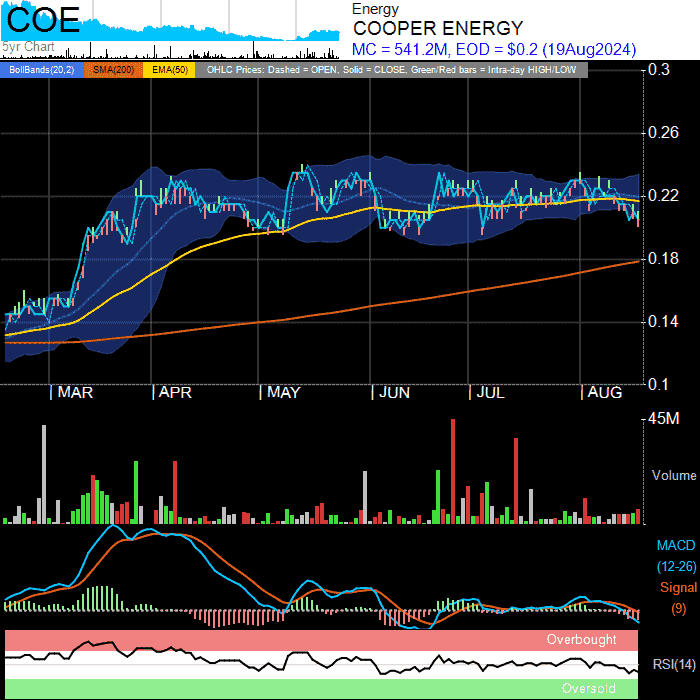 COE
5yr Chart
Energy
COOPER ENERGY
MC = 541.2M, EOD = $0.2 (19Aug2024)
BollBands(20,2) SMA(200) EMA(50) OHLC Prices: Dashed = OPEN, Solid = CLOSE, Green/Red bars = Intra-day HIGH/LOW
0.3
0.26
0.22
0.18
0.14
0.1
MAR APR MAY JUN JUL AUG
45M
Volume
MACD
(12-26)
Signal
(9)
Overbought
RSI(14)
Oversold